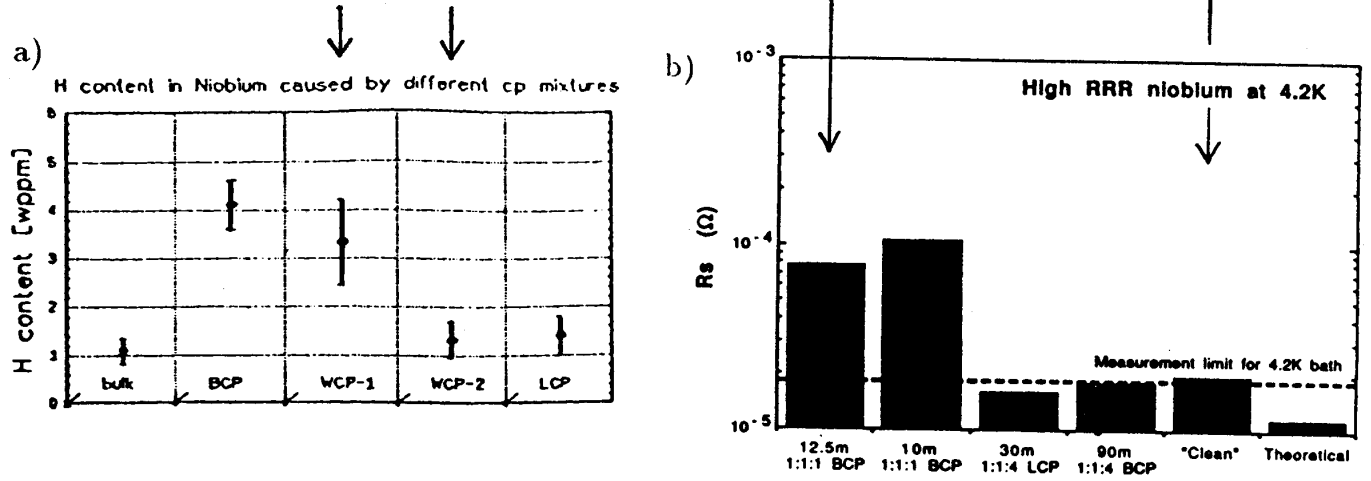 a)
H content in Niobium caused by different cp mixtures
H content [wppm]
6
5
4
3
2
1
0
bulk
BCP
WCP-1
WCP-2
LCP
b)
High RRR niobium at 4.2K
Rs (Ω)
10-3
10-4
10-5
Measurement limit for 4.2K bath
12.5m
1:1:1 BCP
10m
1:1:1 BCP
30m
1:1:4 LCP
90m
1:1:4 BCP
"Clean"
Theoretical